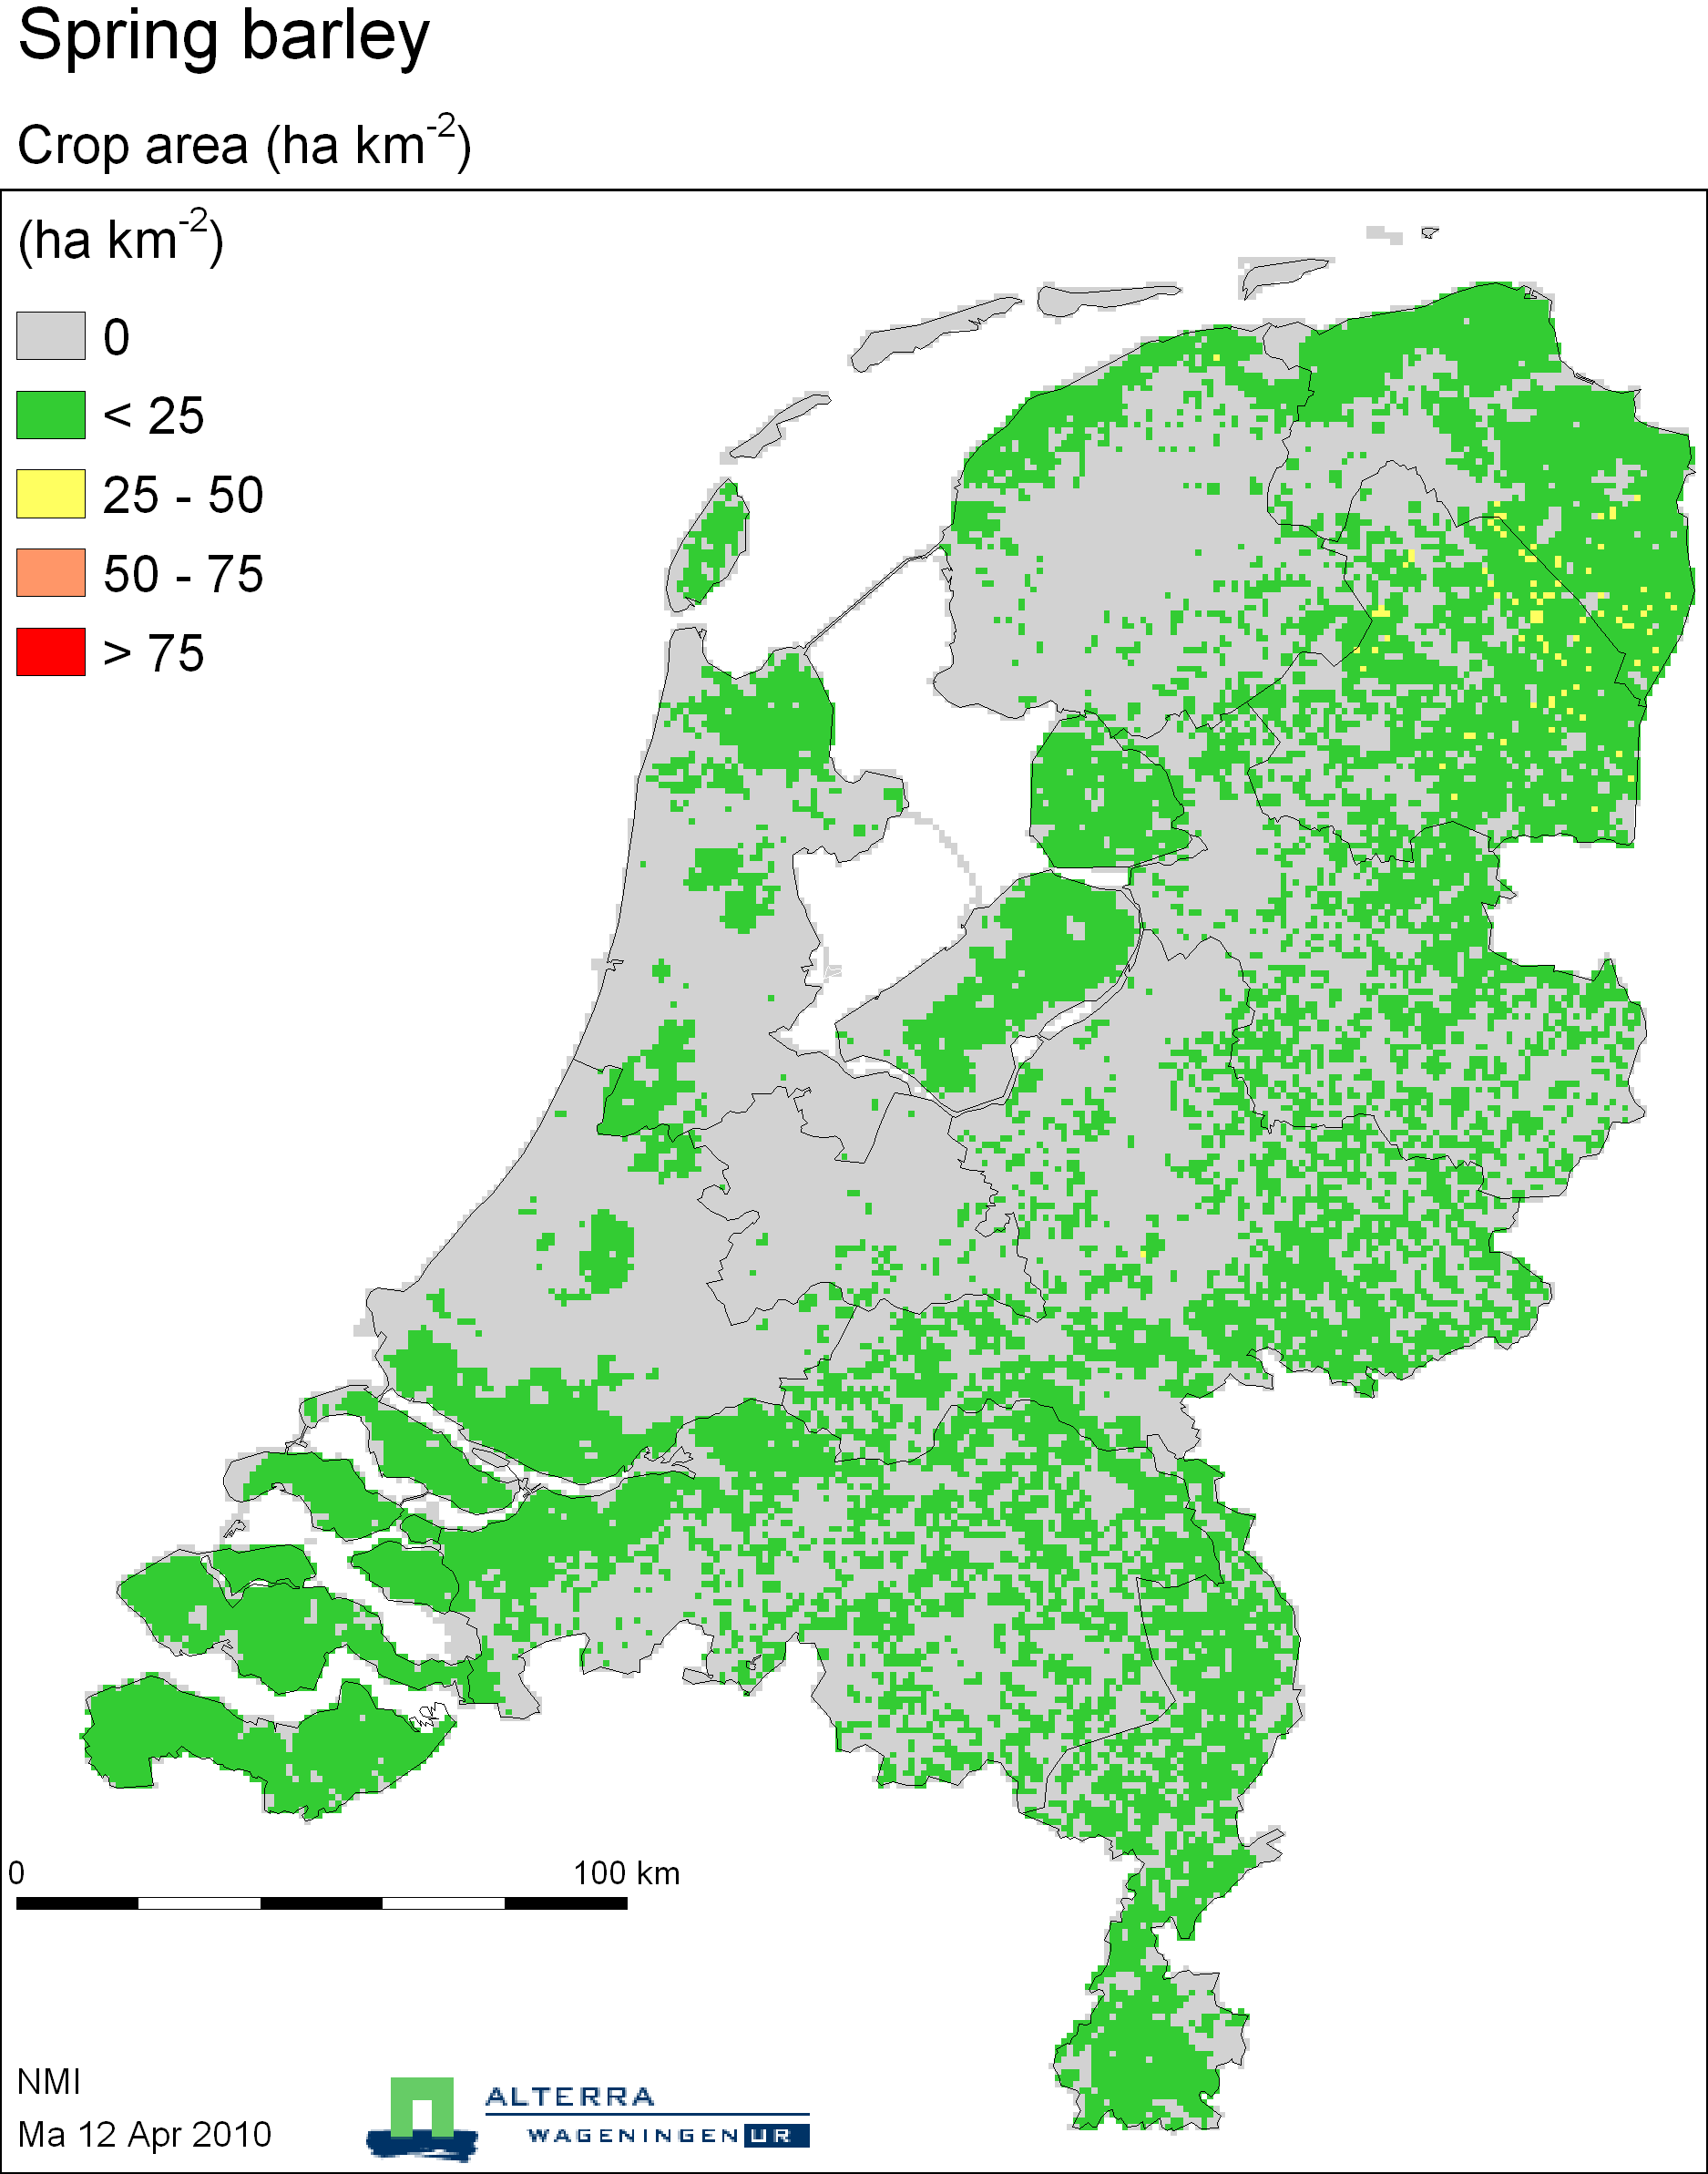 Spring barley
Crop area (ha km-2)
(ha km-2)
0
< 25
25 - 50
50 - 75
> 75
0 100 km
NMI
Ma 12 Apr 2010
ALTERRA
WAGENINGEN UR